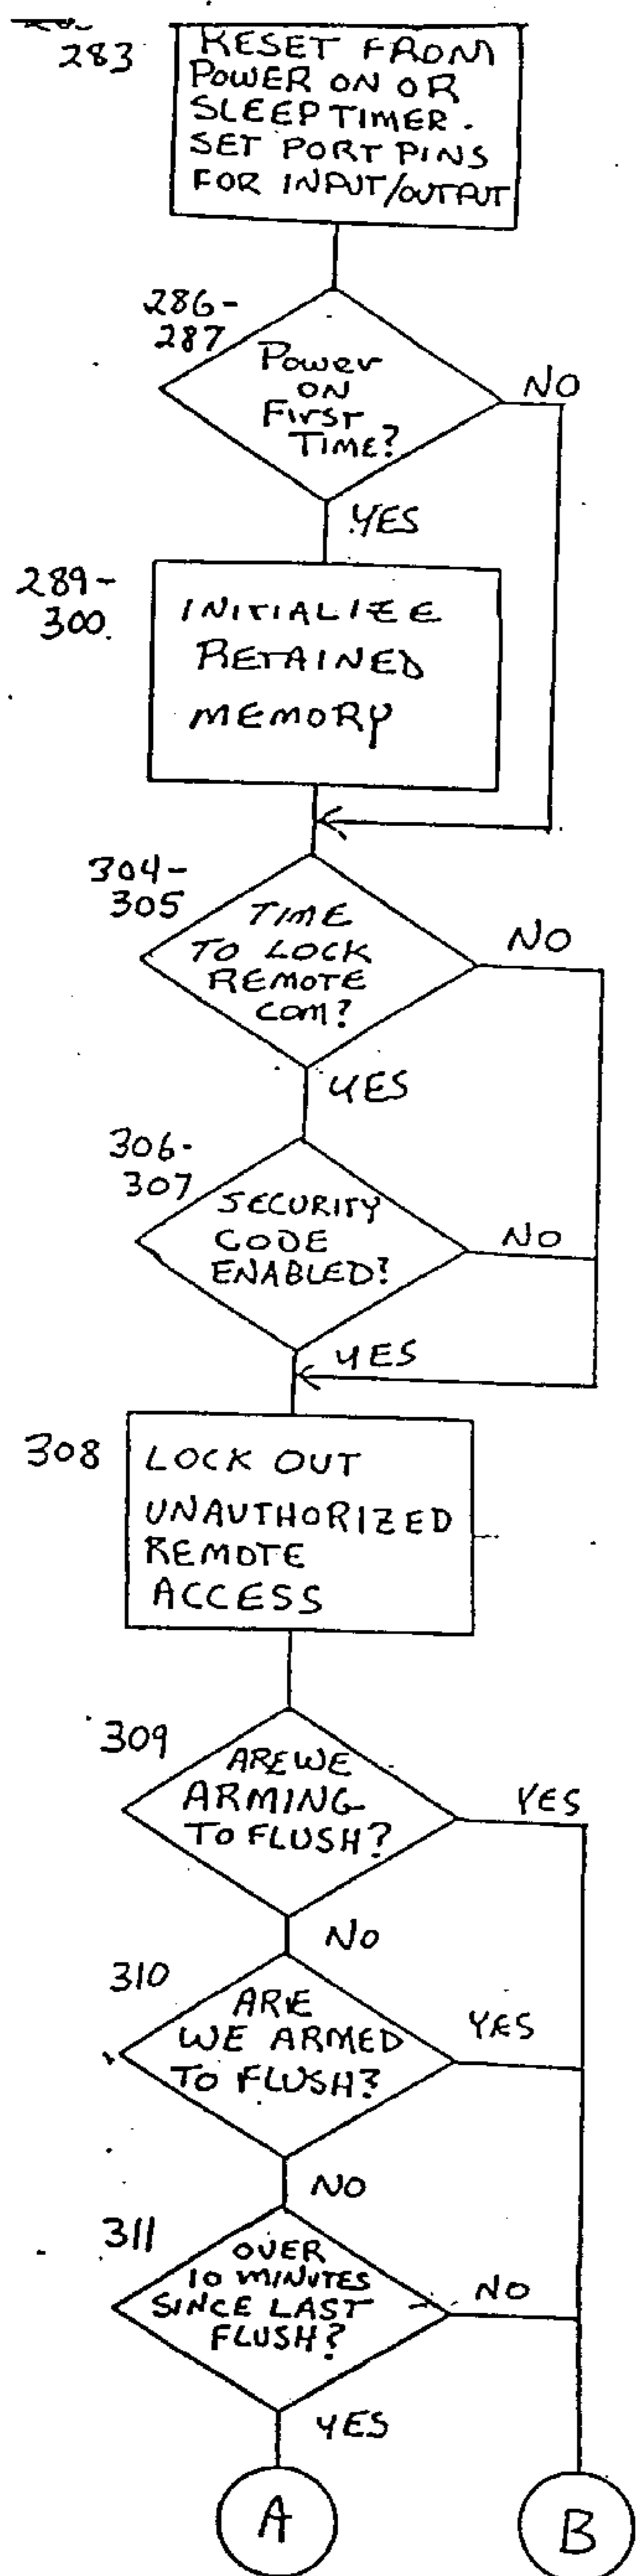 283
RESET FROM
POWER ON OR
SLEEP TIMER.
SET PORT PINS
FOR INPUT/OUTPUT
286-
287
Power
ON
First
TIME?
NO
YES
289-
300.
INITIALIZE
RETAINED
MEMORY
304-
305
TIME
TO LOCK
REMOTE
COM?
NO
YES
306-
307
SECURITY
CODE
ENABLED?
NO
YES
308
LOCK OUT
UNAUTHORIZED
REMOTE
ACCESS
309
ARE WE
ARMING
TO FLUSH?
YES
NO
310
ARE
WE ARMED
TO FLUSH?
YES
NO
311
OVER
10 MINUTES
SINCE LAST
FLUSH?
NO
YES
A
B